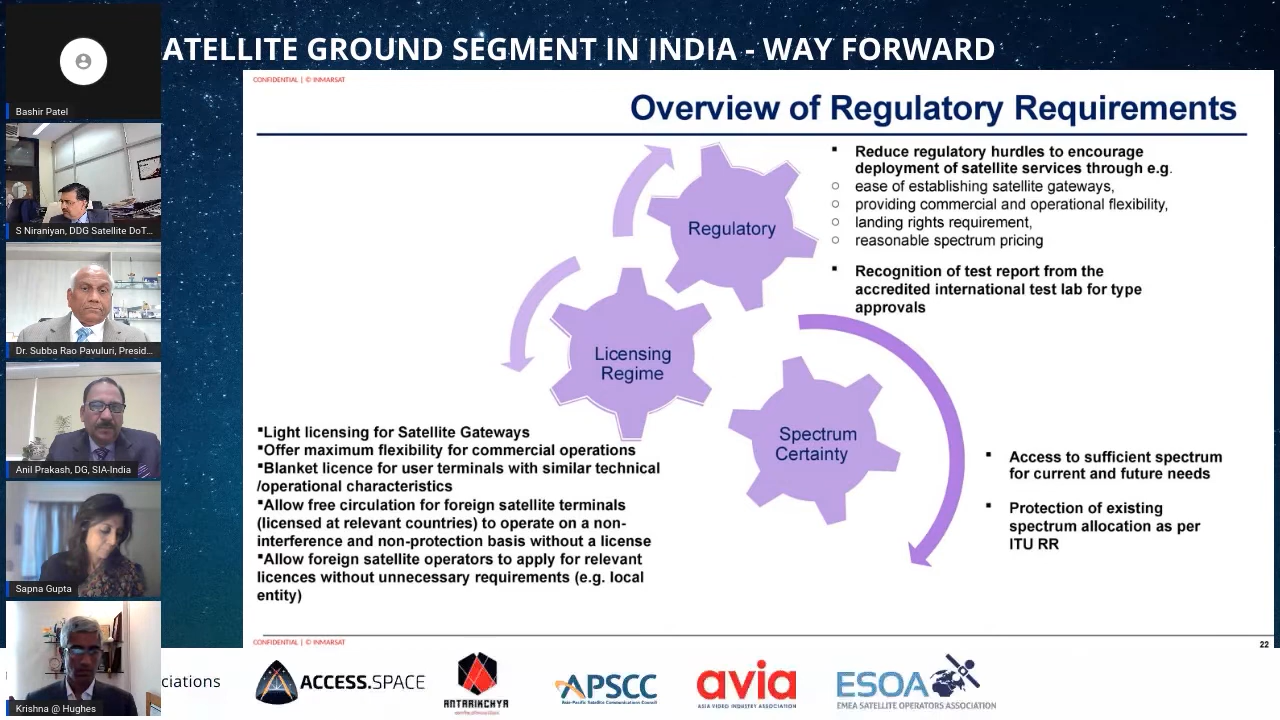 ATELLITE GROUND SEGMENT IN INDIA - WAY FORWARD
CONFIDENTIAL | © INMARSAT
Overview of Regulatory Requirements
Regulatory
Licensing
Regime
Spectrum
Certainty
▪ Reduce regulatory hurdles to encourage
deployment of satellite services through e.g.
○ ease of establishing satellite gateways,
○ providing commercial and operational flexibility,
○ landing rights requirement,
○ reasonable spectrum pricing
▪ Recognition of test report from the
accredited international test lab for type
approvals
▪Light licensing for Satellite Gateways
▪Offer maximum flexibility for commercial operations
▪Blanket licence for user terminals with similar technical
/operational characteristics
▪Allow free circulation for foreign satellite terminals
(licensed at relevant countries) to operate on a non-
interference and non-protection basis without a license
▪Allow foreign satellite operators to apply for relevant
licences without unnecessary requirements (e.g. local
entity)
▪ Access to sufficient spectrum
for current and future needs
▪ Protection of existing
spectrum allocation as per
ITU RR
CONFIDENTIAL | © INMARSAT
22
Bashir Patel
S Niraniyan, DDG Satellite DoT...
Dr. Subba Rao Pavuluri, Presid...
Anil Prakash, DG, SIA-India
Sapna Gupta
Krishna @ Hughes
ciations
ACCESS.SPACE
ANTARIKCHYA
APSCC
Asia-Pacific Satellite Communications Council
avia
ASIA VIDEO INDUSTRY ASSOCIATION
ESOA
EMEA SATELLITE OPERATORS ASSOCIATION